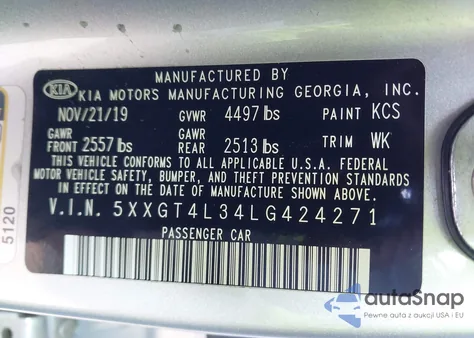 MANUFACTURED BY
KIA KIA MOTORS MANUFACTURING GEORGIA, INC.
NOV/21/19 GVWR 4497 lbs PAINT KCS
GAWR GAWR
FRONT 2557 lbs REAR 2513 lbs TRIM WK
THIS VEHICLE CONFORMS TO ALL APPLICABLE U.S.A. FEDERAL
MOTOR VEHICLE SAFETY, BUMPER, AND THEFT PREVENTION STANDARDS
IN EFFECT ON THE DATE OF MANUFACTURE SHOWN ABOVE.
V.I.N. 5XXGT4L34LG424271
PASSENGER CAR
5120
autaSnap
Pewne auta z aukcji USA i EU